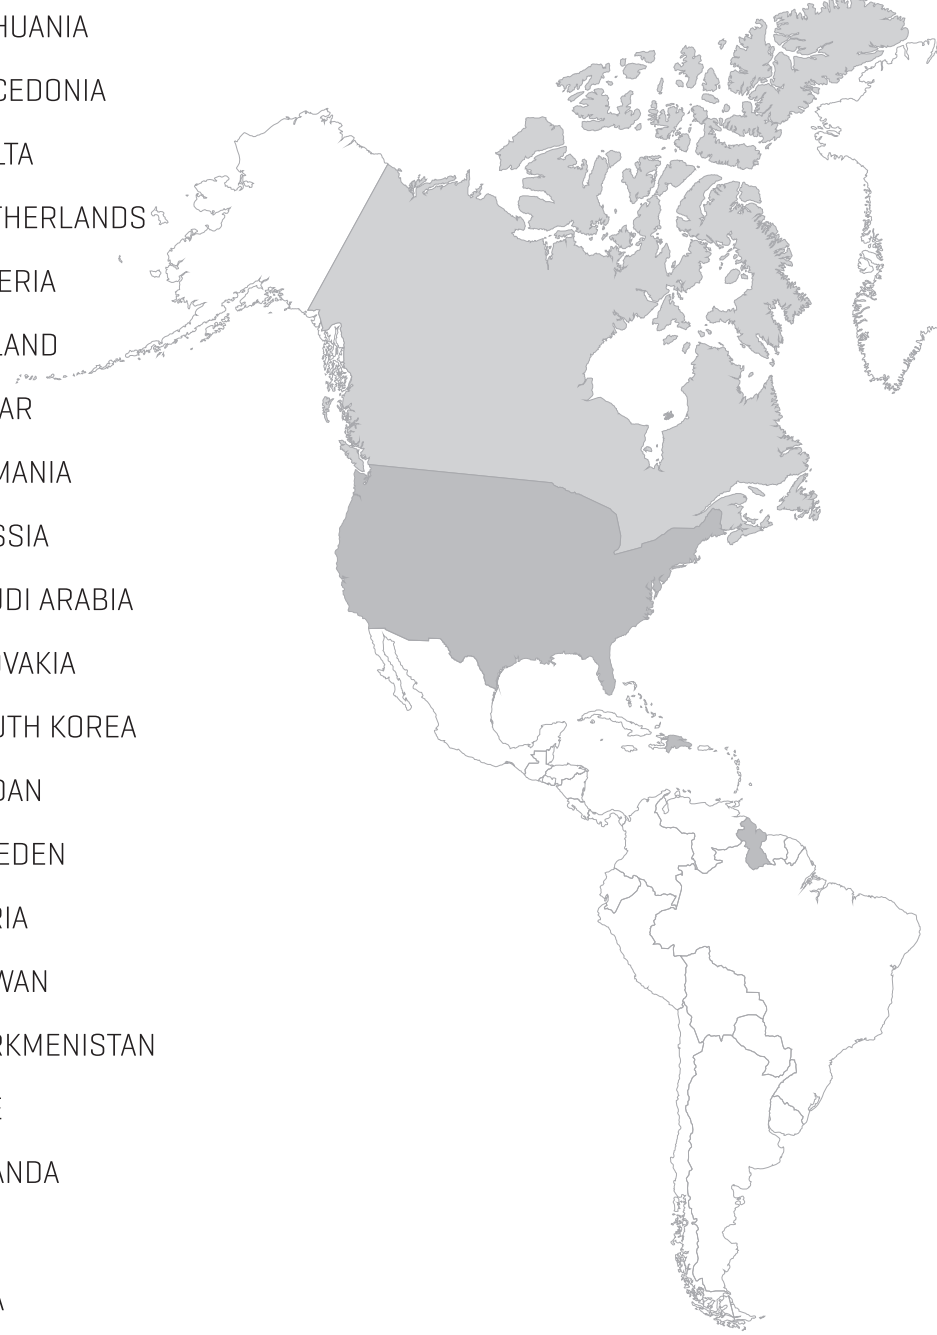 HUANIA
CEDONIA
LTA
THERLANDS
ERIA
LAND
AR
MANIA
SSIA
UDI ARABIA
OVAKIA
UTH KOREA
DAN
EDEN
RIA
WAN
RKMENISTAN
E
ANDA
A